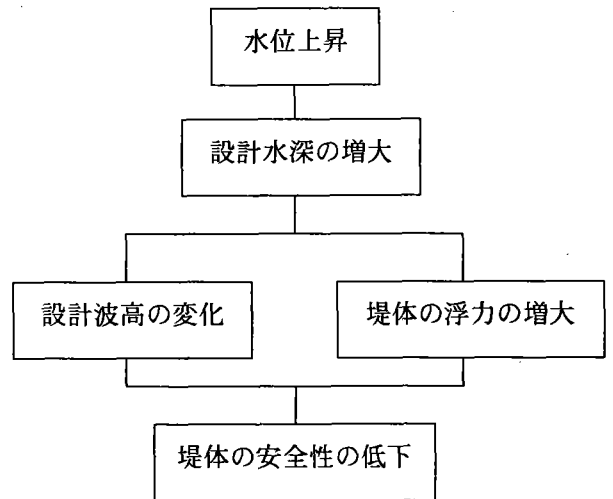 水位上昇
設計水深の増大
設計波高の変化
堤体の浮力の増大
堤体の安全性の低下